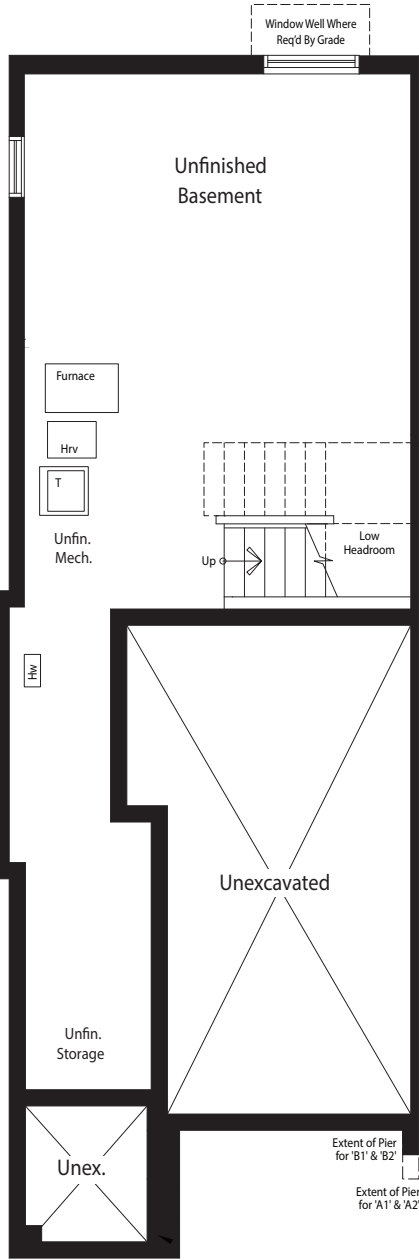 Window Well Where
Req'd By Grade
Unfinished
Basement
Furnace
Hrv
T
Unfin.
Mech.
Up
Low
Headroom
Hw
Unexcavated
Unfin.
Storage
Unex.
Extent of Pier
for 'B1' & 'B2'
Extent of Pier
for 'A1' & 'A2'